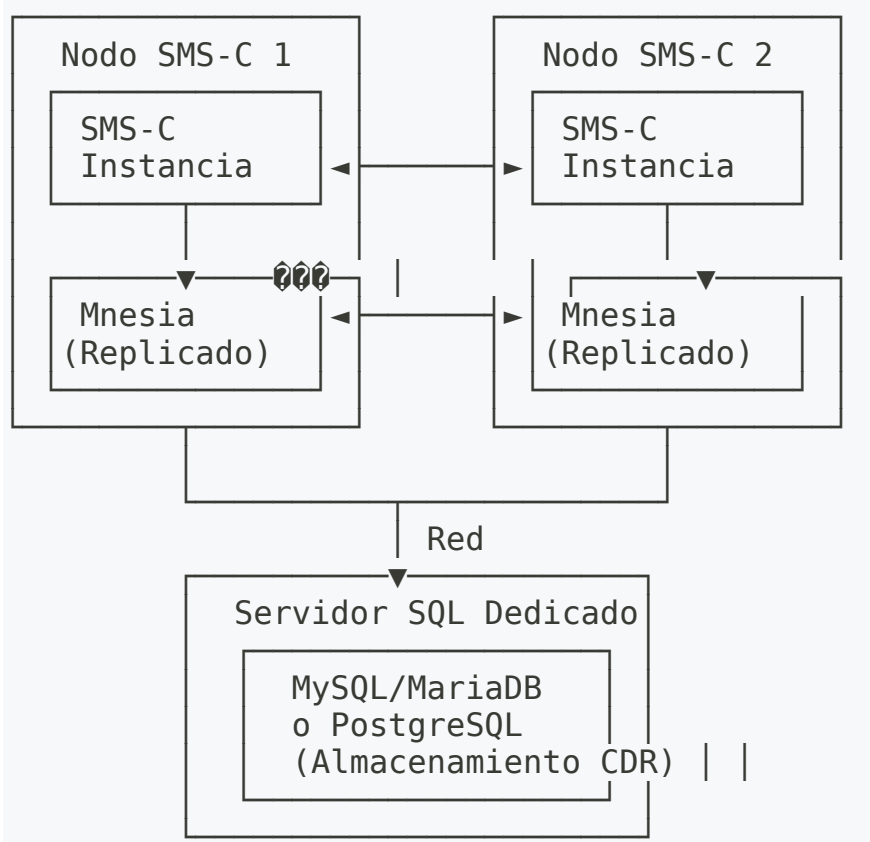 Nodo SMS-C 1
Nodo SMS-C 2
SMS-C
Instancia
SMS-C
Instancia
���
Mnesia
(Replicado)
Mnesia
(Replicado)
Red
Servidor SQL Dedicado
MySQL/MariaDB
o PostgreSQL
(Almacenamiento CDR)